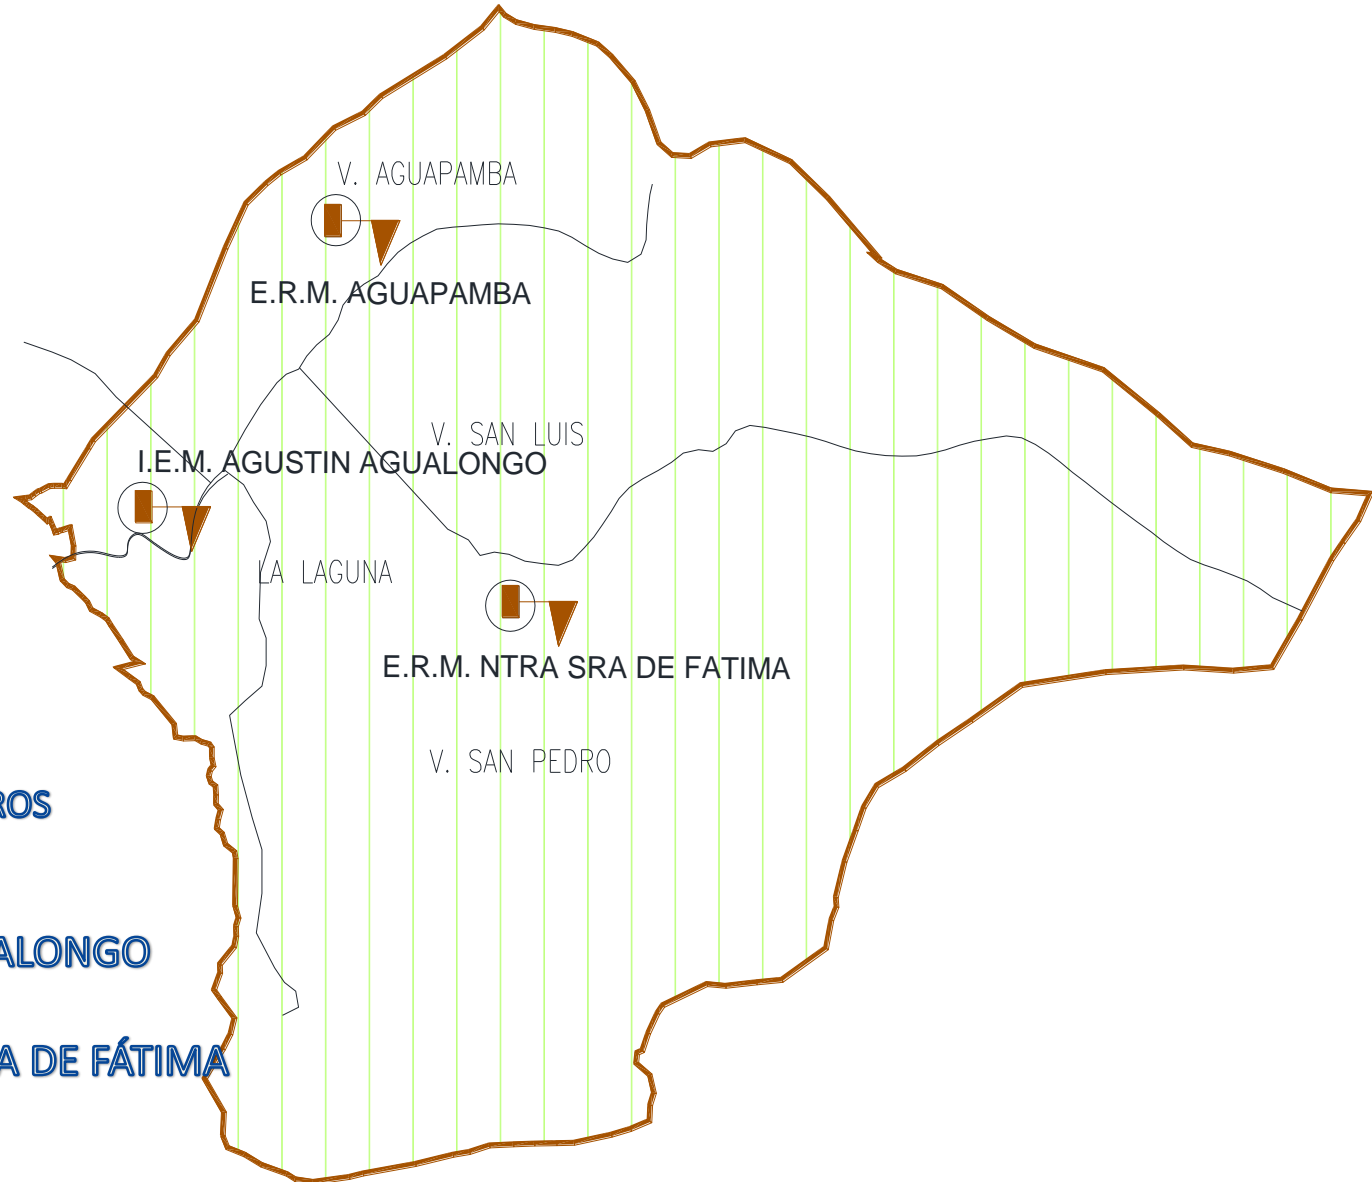 V. AGUAPAMBA
E.R.M. AGUAPAMBA
V. SAN LUIS
I.E.M. AGUSTIN AGUALONGO
LA LAGUNA
E.R.M. NTRA SRA DE FATIMA
V. SAN PEDRO
ROS
ALONGO
A DE FÁTIMA